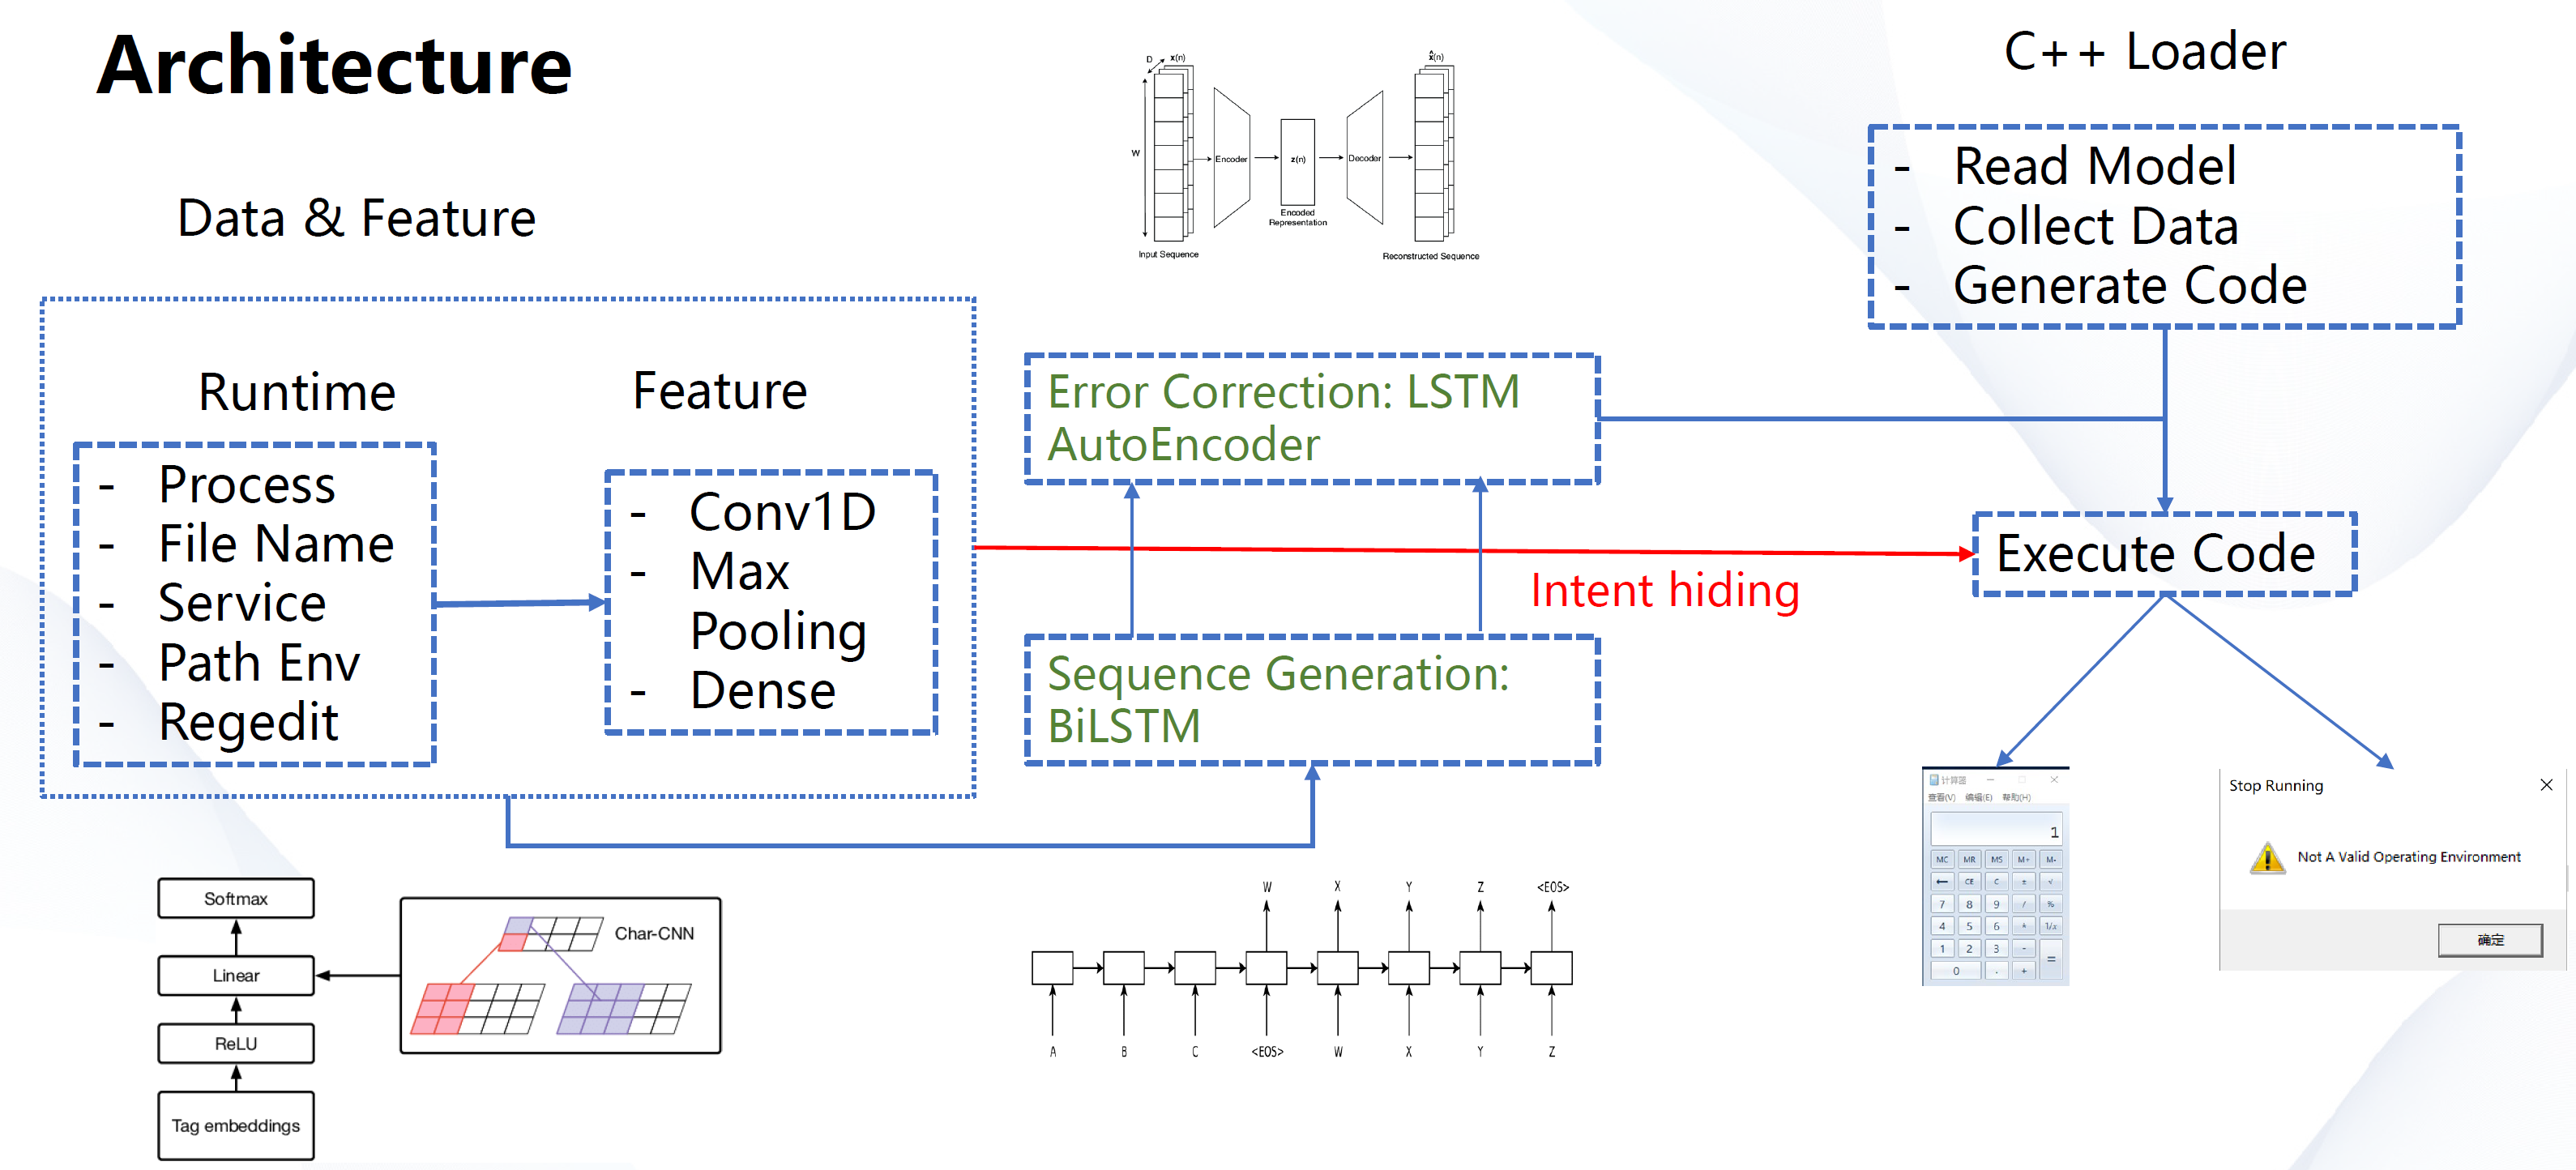 Architecture
Data & Feature
Runtime
- Process
- File Name
- Service
- Path Env
- Regedit
Feature
- Conv1D
- Max
Pooling
- Dense
Softmax
Linear
ReLU
Tag embeddings
Char-CNN
D x(n)
W
Input Sequence
Encoder
z(n)
Encoded
Representation
Decoder
x̂(n)
Reconstructed Sequence
Error Correction: LSTM
AutoEncoder
Sequence Generation:
BiLSTM
Intent hiding
W X Y Z <EOS>
A B C <EOS> W X Y Z
C++ Loader
- Read Model
- Collect Data
- Generate Code
Execute Code
计算器
查看(V) 编辑(E) 帮助(H)
1
MC MR MS M+ M-
← CE C ± √
7 8 9 / %
4 5 6 * 1/x
1 2 3 - =
0 . +
Stop Running
Not A Valid Operating Environment
确定